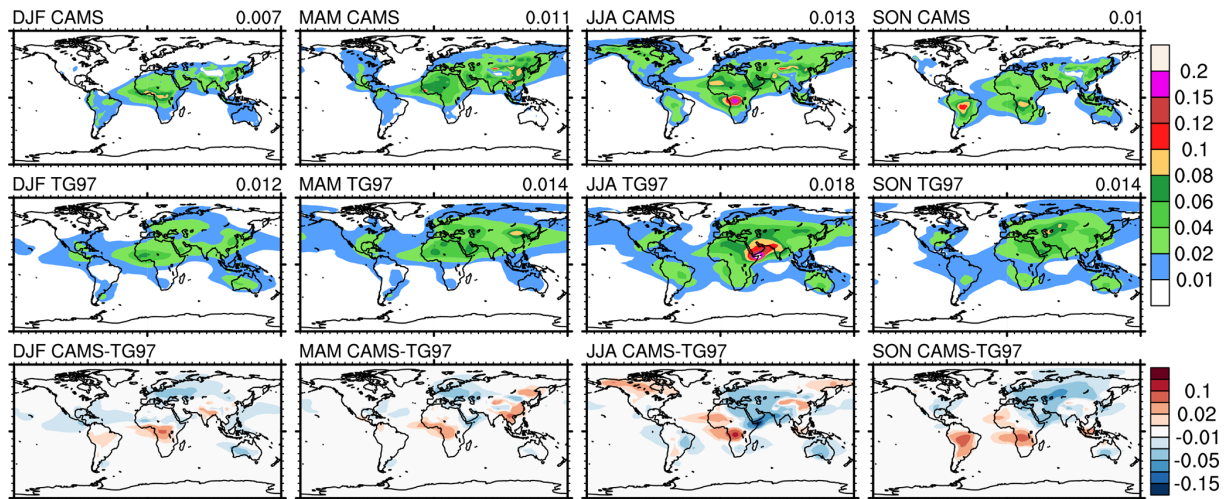 DJF CAMS 0.007
MAM CAMS 0.011
JJA CAMS 0.013
SON CAMS 0.01
0.2
0.15
0.12
0.1
0.08
0.06
0.04
0.02
0.01
DJF TG97 0.012
MAM TG97 0.014
JJA TG97 0.018
SON TG97 0.014
DJF CAMS-TG97
MAM CAMS-TG97
JJA CAMS-TG97
SON CAMS-TG97
0.1
0.02
-0.01
-0.05
-0.15